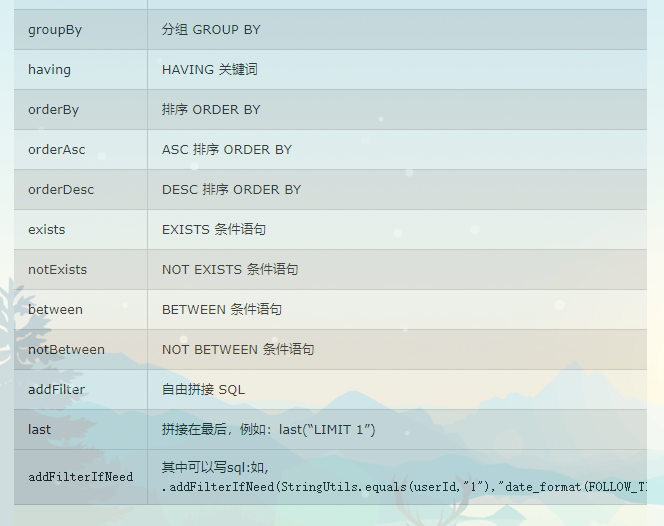 groupBy 分组 GROUP BY
having HAVING 关键词
orderBy 排序 ORDER BY
orderAsc ASC 排序 ORDER BY
orderDesc DESC 排序 ORDER BY
exists EXISTS 条件语句
notExists NOT EXISTS 条件语句
between BETWEEN 条件语句
notBetween NOT BETWEEN 条件语句
addFilter 自由拼接 SQL
last 拼接在最后，例如：last(“LIMIT 1”)
addFilterIfNeed 其中可以写sql:如,
.addFilterIfNeed(StringUtils.equals(userId,"1"),"date_format(FOLLOW_TI